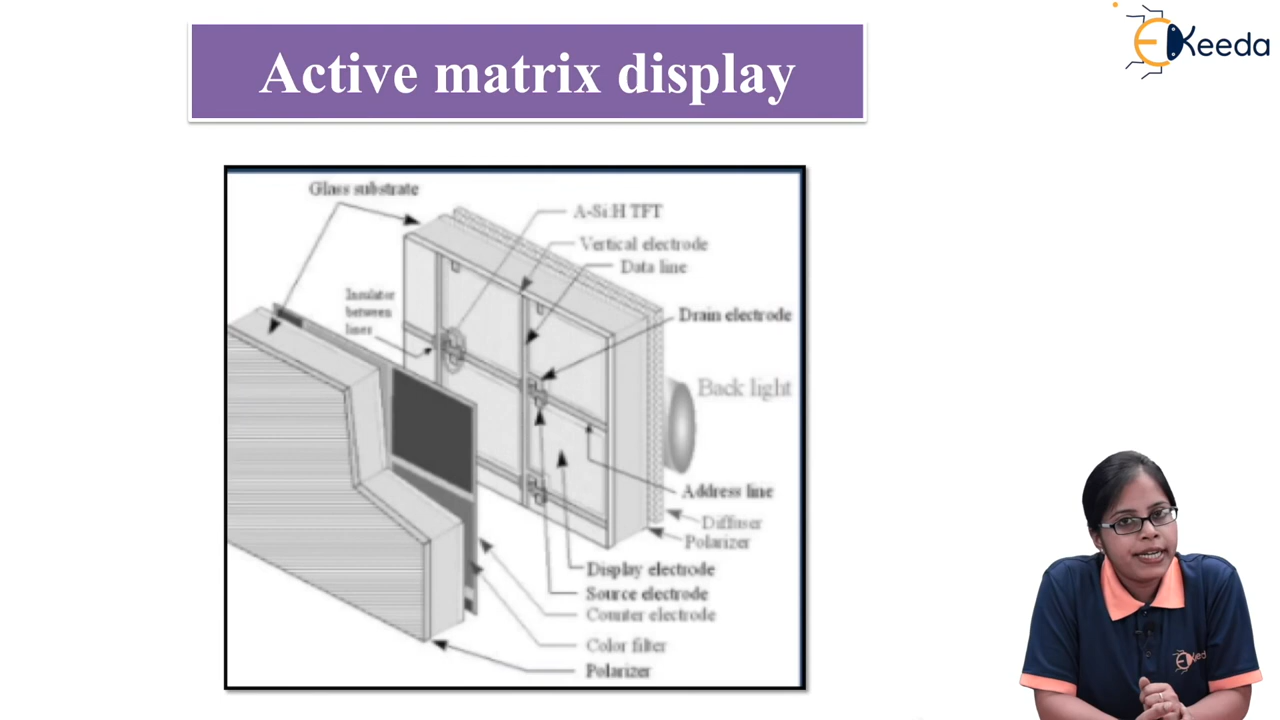 Active matrix display
EKeeda
Glass substrate
A-Si:H TFT
Vertical electrode
Data line
Insulator
between
lines
Drain electrode
Back light
Address line
Diffuser
Polarizer
Display electrode
Source electrode
Counter electrode
Color filter
Polarizer
EKeeda